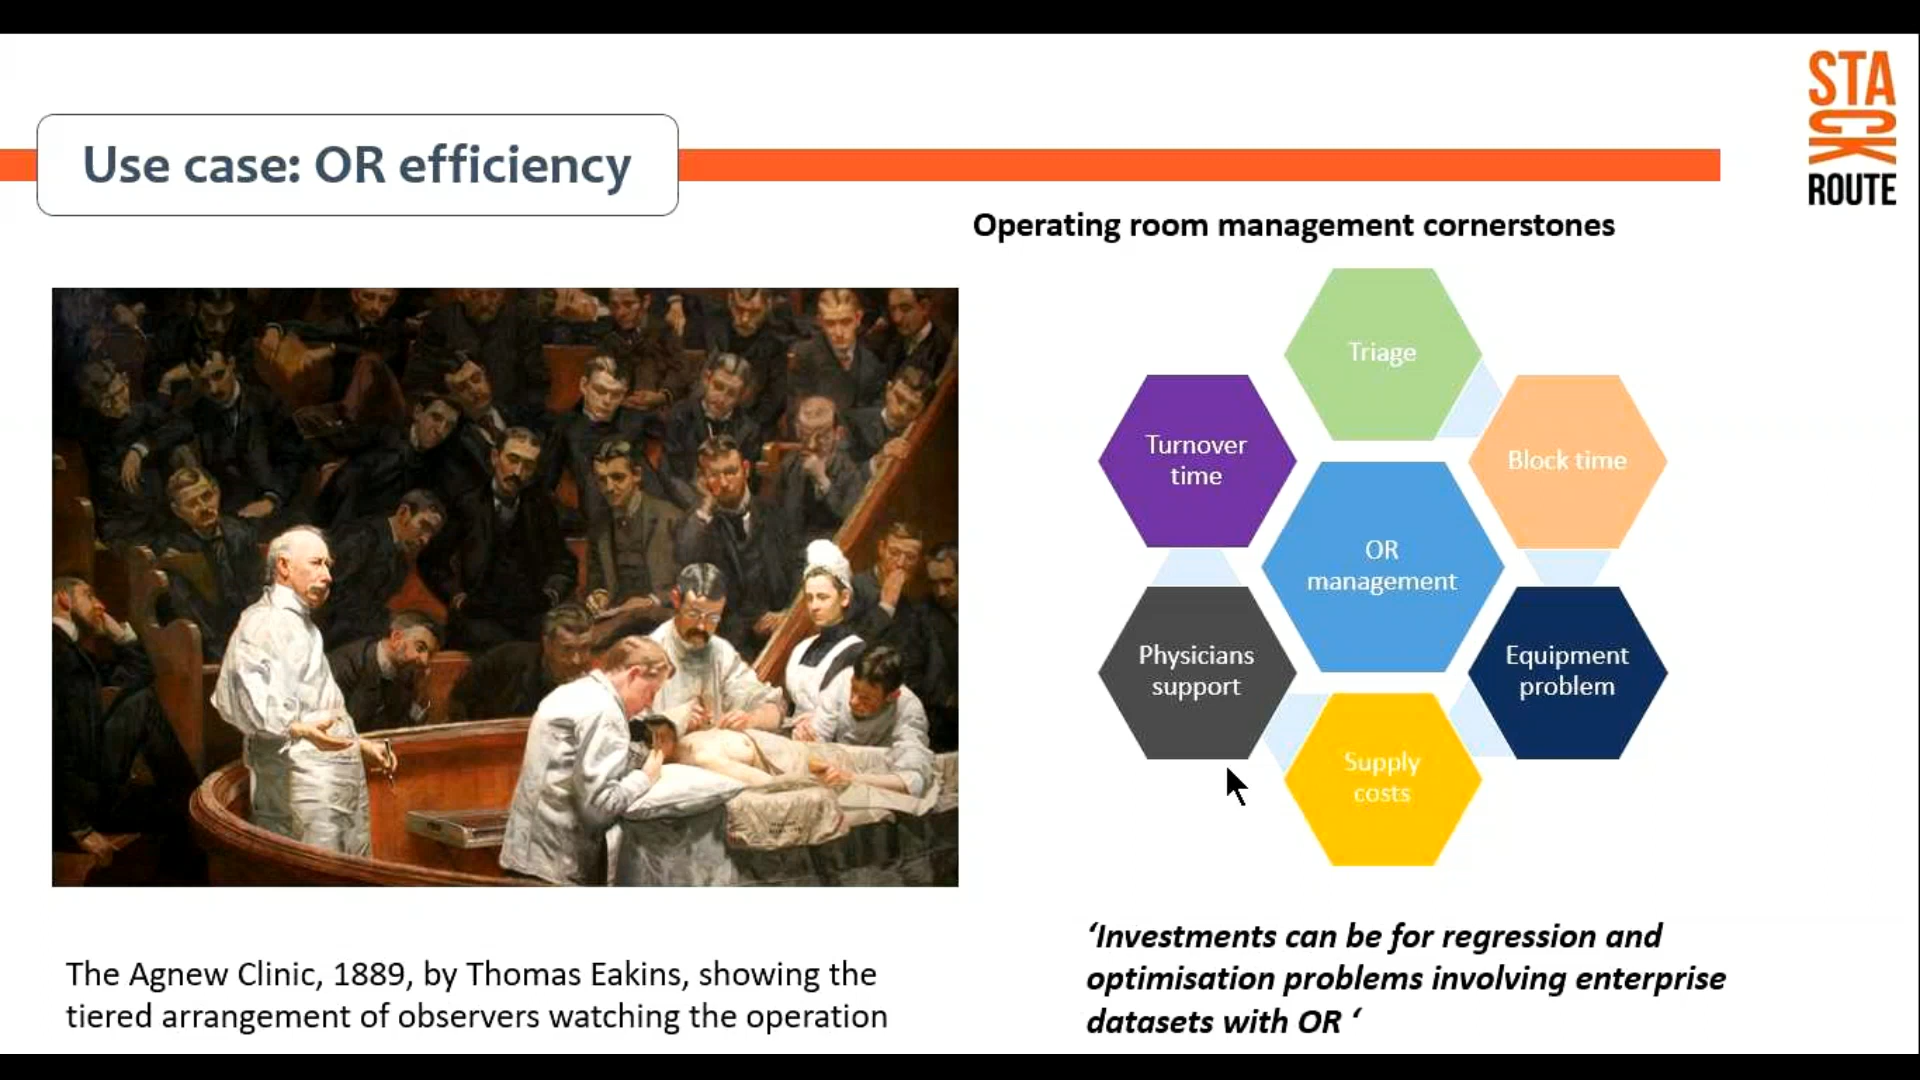 STA
CK
ROUTE
Use case: OR efficiency
Operating room management cornerstones
Triage
Turnover
time
Block time
OR
management
Physicians
support
Equipment
problem
Supply
costs
The Agnew Clinic, 1889, by Thomas Eakins, showing the
tiered arrangement of observers watching the operation
‘Investments can be for regression and
optimisation problems involving enterprise
datasets with OR ‘